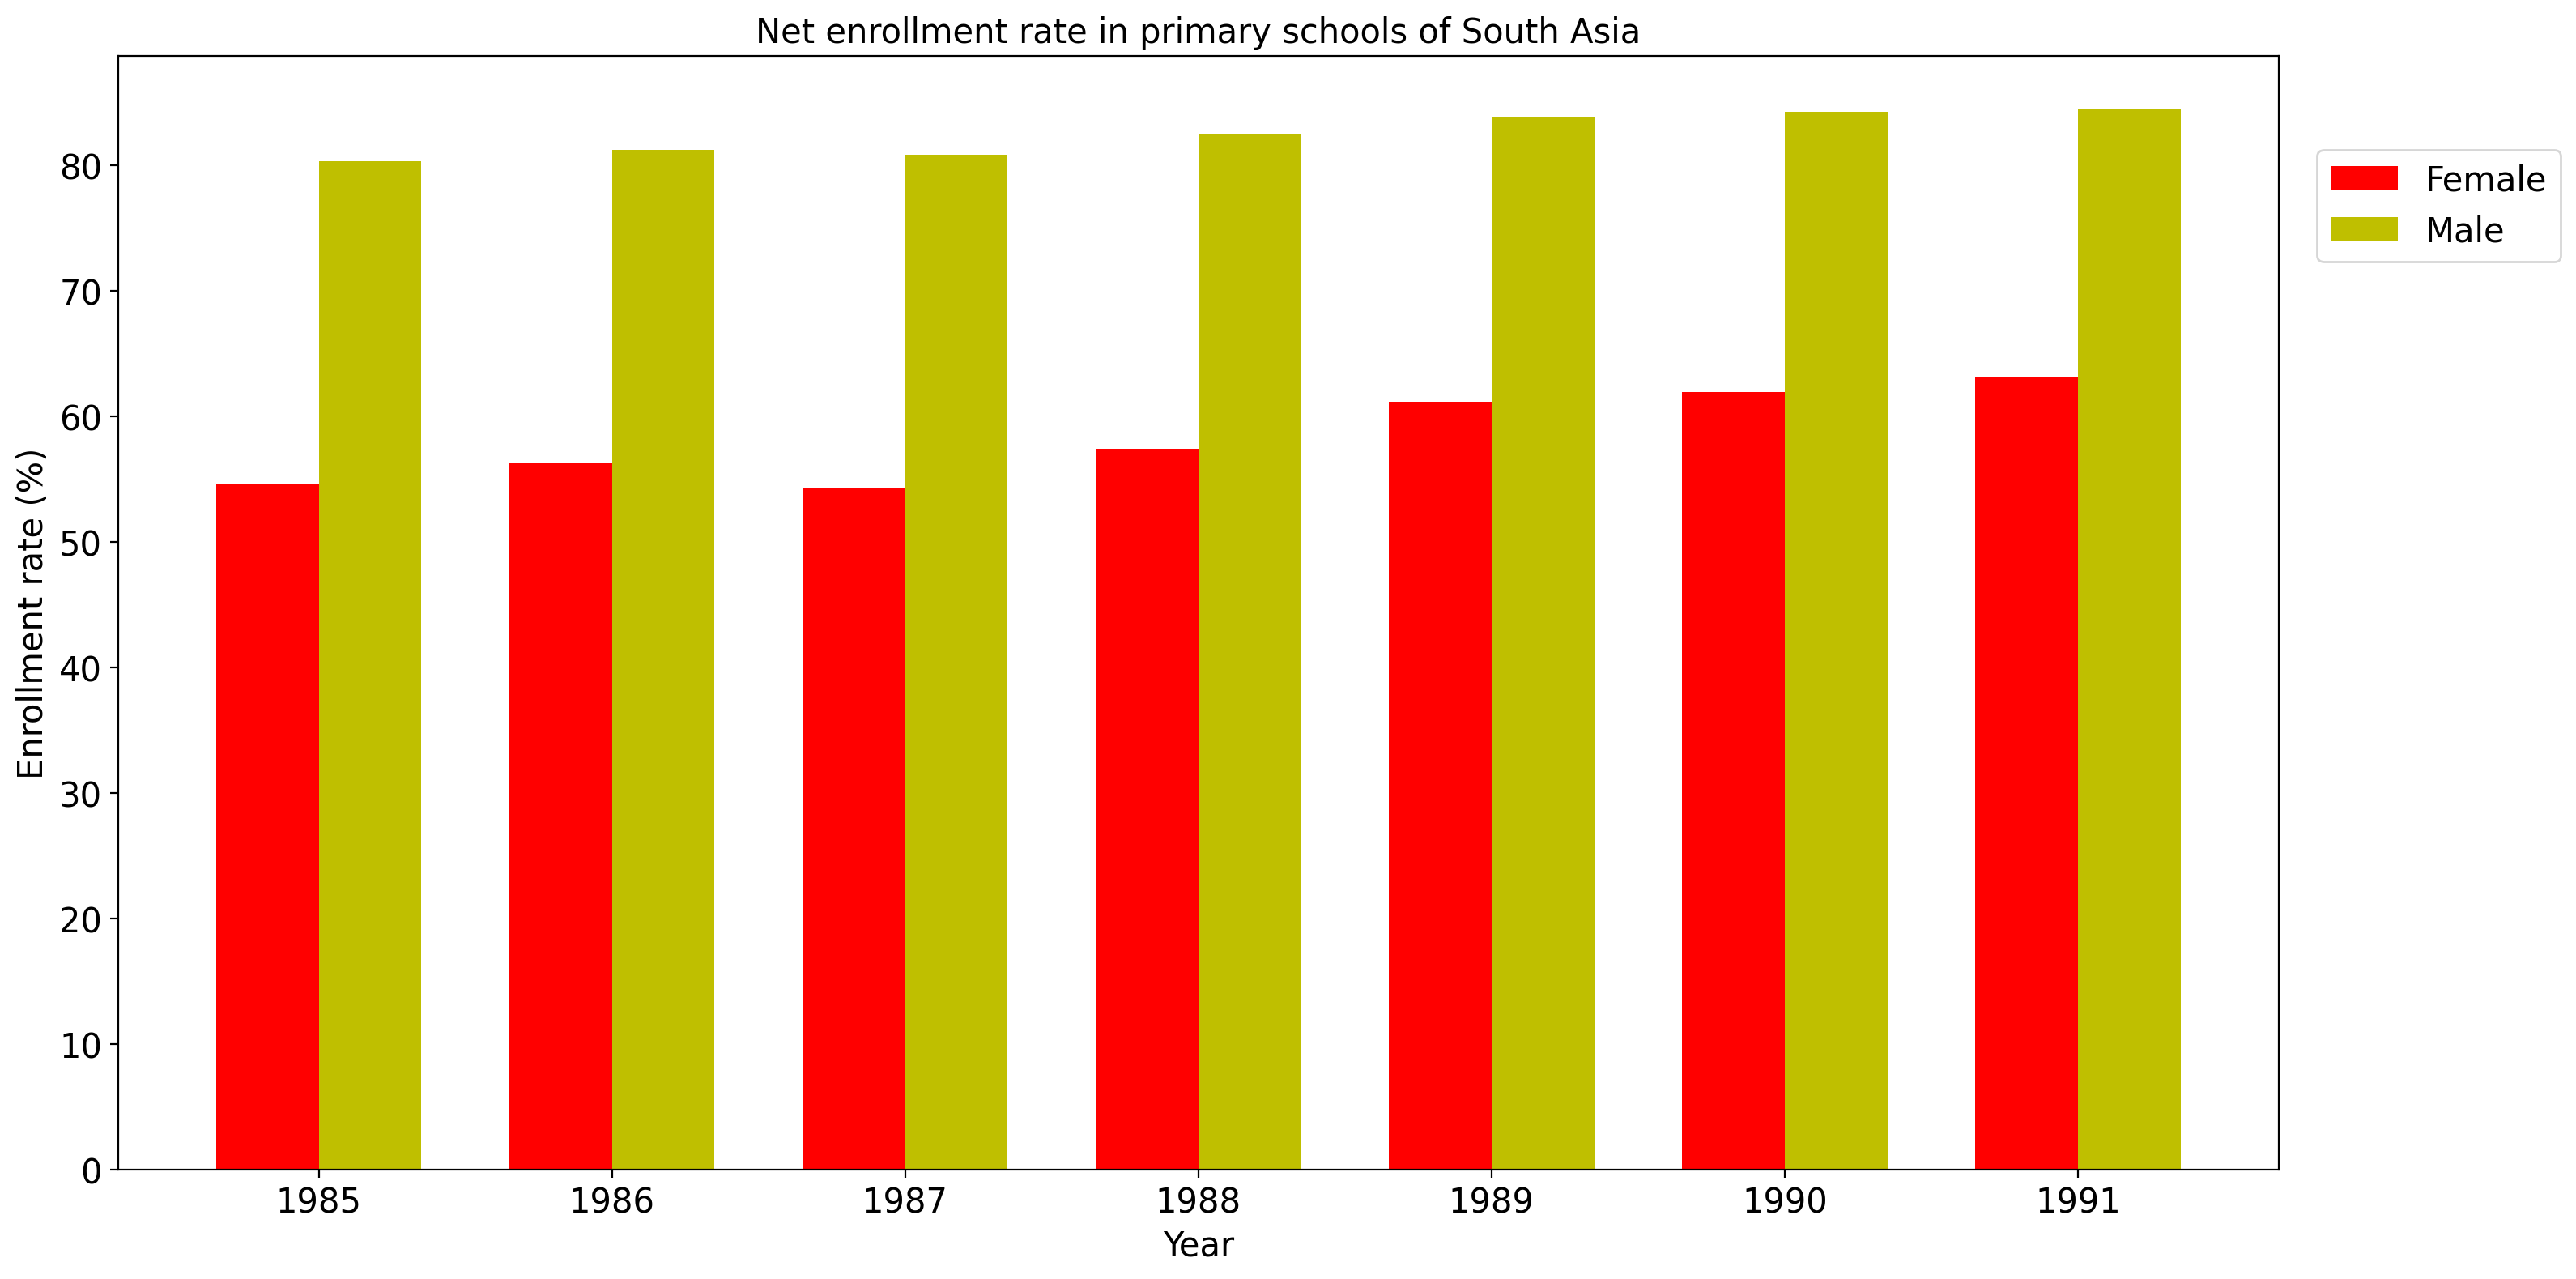 Net enrollment rate in primary schools of South Asia
Enrollment rate (%)
80
70
60
50
40
30
20
10
0
1985 1986 1987 1988 1989 1990 1991
Year
Female
Male